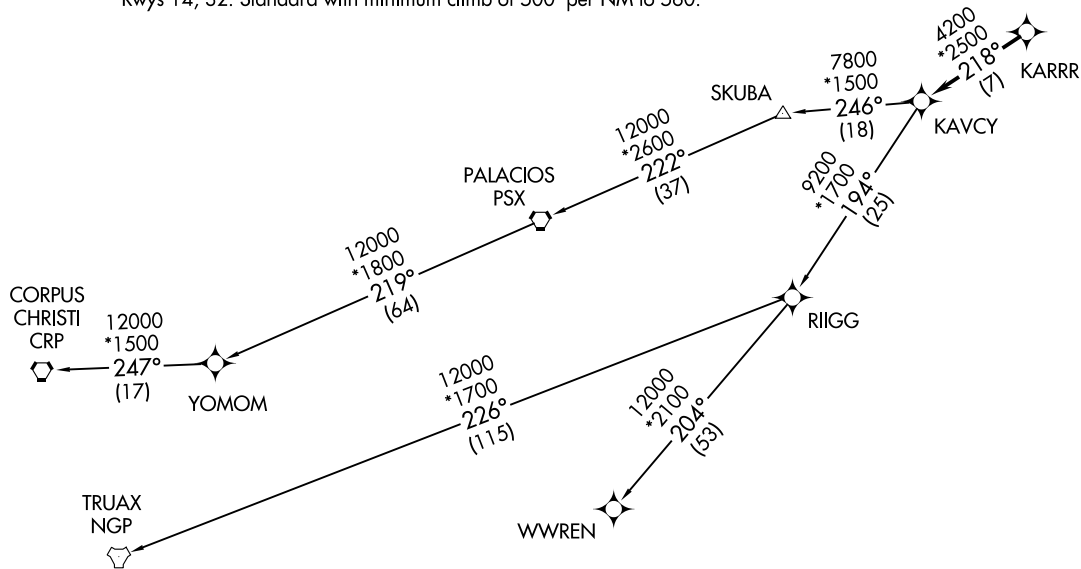 Rwys 14, 32: Standard with minimum climb of 500' per NM to 560.
4200
*2500
218°
(7)
KARRR
7800
*1500
246°
(18)
SKUBA
KAVCY
12000
*2600
222°
(37)
PALACIOS
PSX
9200
*1700
194°
(25)
12000
*1800
219°
(64)
CORPUS
CHRISTI
CRP
12000
*1500
247°
(17)
YOMOM
RIIGG
12000
*1700
226°
(115)
12000
*2100
204°
(53)
TRUAX
NGP
WWREN